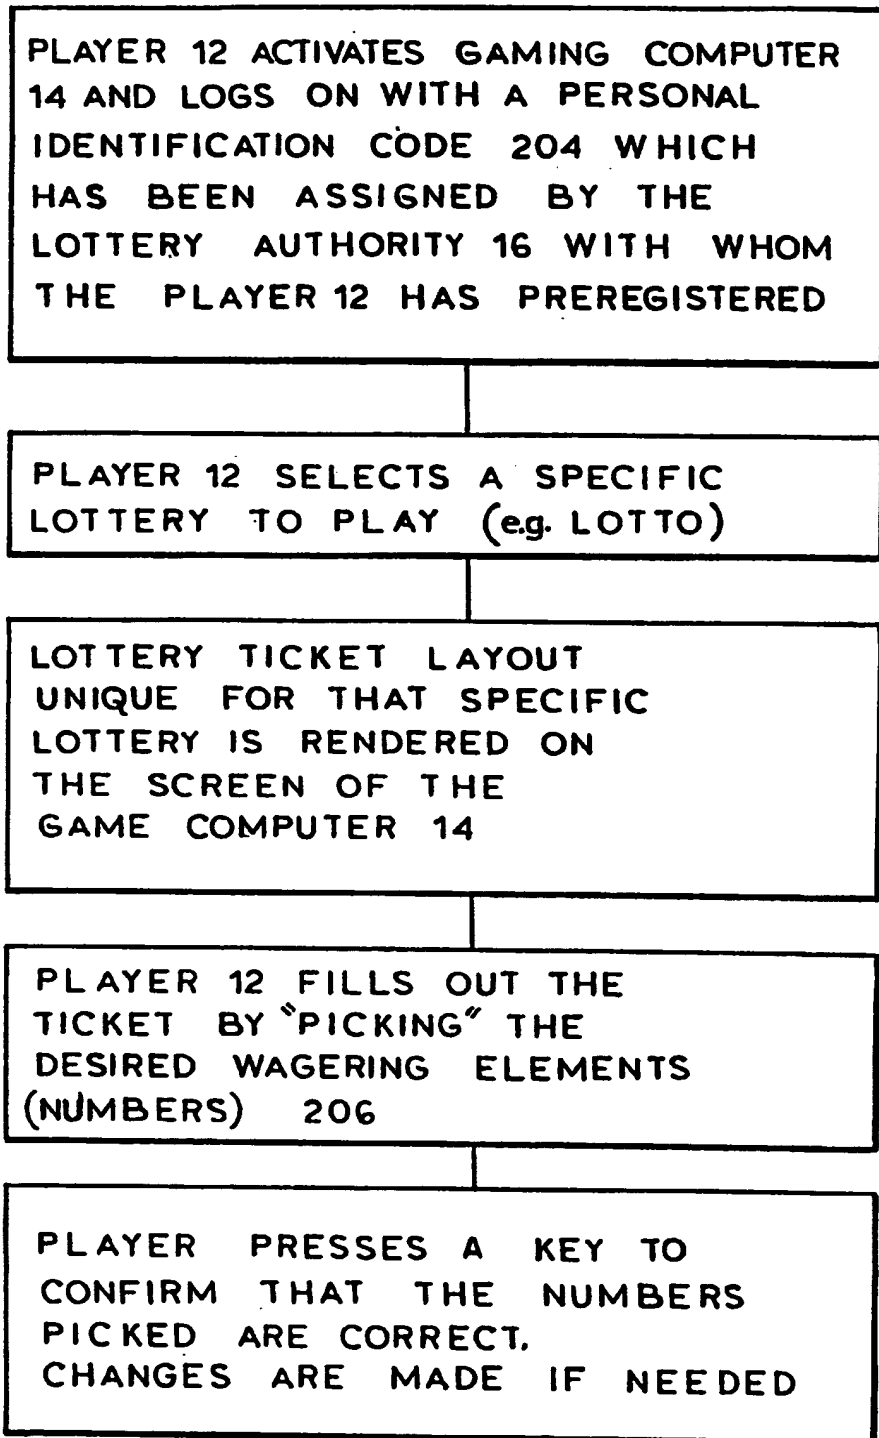 PLAYER 12 ACTIVATES GAMING COMPUTER
14 AND LOGS ON WITH A PERSONAL
IDENTIFICATION CODE 204 WHICH
HAS BEEN ASSIGNED BY THE
LOTTERY AUTHORITY 16 WITH WHOM
THE PLAYER 12 HAS PREREGISTERED
PLAYER 12 SELECTS A SPECIFIC
LOTTERY TO PLAY (e.g. LOTTO)
LOTTERY TICKET LAYOUT
UNIQUE FOR THAT SPECIFIC
LOTTERY IS RENDERED ON
THE SCREEN OF THE
GAME COMPUTER 14
PLAYER 12 FILLS OUT THE
TICKET BY "PICKING" THE
DESIRED WAGERING ELEMENTS
(NUMBERS) 206
PLAYER PRESSES A KEY TO
CONFIRM THAT THE NUMBERS
PICKED ARE CORRECT.
CHANGES ARE MADE IF NEEDED